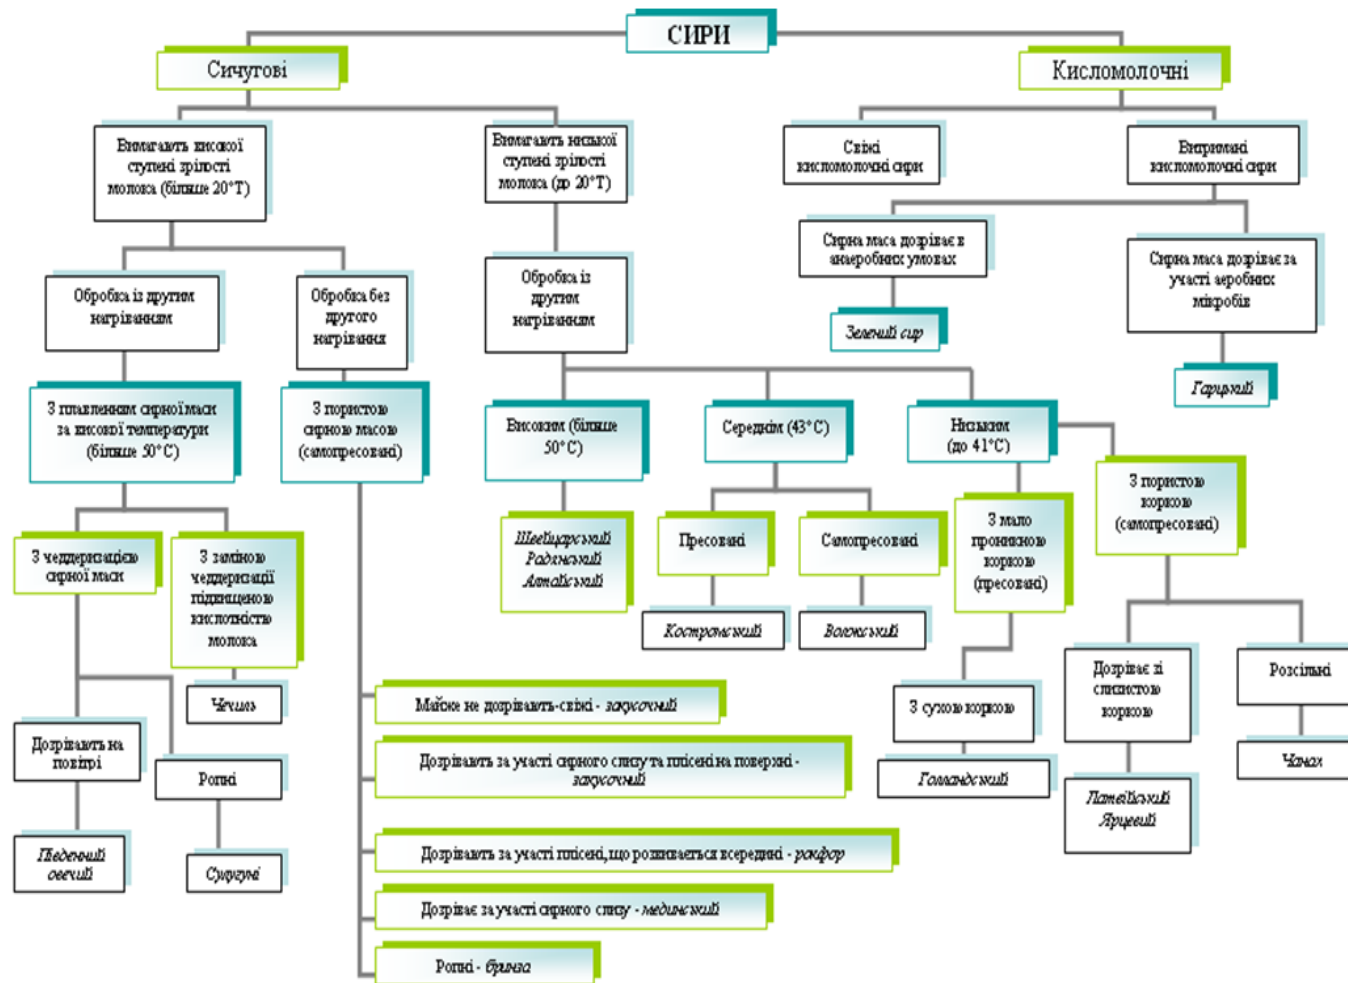 СИРИ
Сичугові
Кисломолочні
Вимагають високої
ступені зрілості
молока (більше 20°Т)
Вимагають низької
ступені зрілості
молока (до 20°Т)
Свіжі
кисломолочні сири
Витримані
кисломолочні сири
Обробка із другим
нагріванням
Обробка без
другого
нагрівання
Обробка із
другим
нагріванням
Сирна маса дозріває в
анаеробних умовах
Сирна маса дозріває за
участі аеробних
мікробів
Зелений сир
Гарцький
З плавленням сирної маси
за високої температури
(більше 50°С)
З пористою
сирною масою
(самопресовані)
Високим (більше
50°С)
Середнім (43°С)
Низьким
(до 41°С)
З чеддеризацією
сирної маси
З заміною
чеддеризації
підвищеною
кислотністю
молока
Швейцарський
Радянський
Алтайський
Пресовані
Самопресовані
З мало
проникною
коркою
(пресовані)
З пористою
коркою
(самопресовані)
Костромський
Волжський
Чечиль
З сухою коркою
Дозріває зі
слизистою
коркою
Розсільні
Дозрівають на
повітрі
Ропні
Голландський
Латвійський
Ярцевий
Чанах
Південний
овечий
Сулугуні
Майже не дозрівають-свіжі - закусочний
Дозрівають за участі сирного слизу та плісені на поверхні -
закусочний
Дозрівають за участі плісені, що розвивається всередині - рокфор
Дозріває за участі сирного слизу - мединський
Ропні - бринза